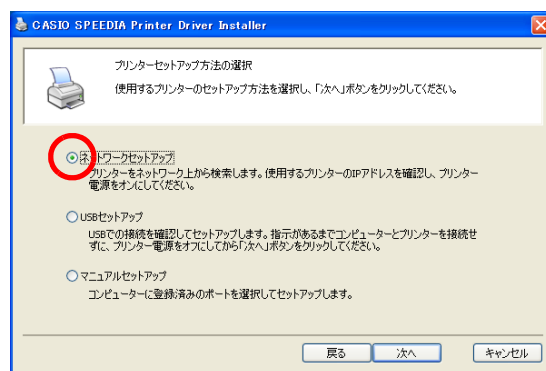 CASIO SPEEDIA Printer Driver Installer
プリンターセットアップ方法の選択
使用するプリンターのセットアップ方法を選択し、「次へ」ボタンをクリックしてください。
ネットワークセットアップ
プリンターをネットワーク上から検索します。使用するプリンターのIPアドレスを確認し、プリンター
電源をオンにしてください。
USBセットアップ
USBでの接続を確認してセットアップします。指示があるまでコンピューターとプリンターを接続せ
ずに、プリンター電源をオフにしてから「次へ」ボタンをクリックしてください。
マニュアルセットアップ
コンピューターに登録済みのポートを選択してセットアップします。
戻る 次へ キャンセル